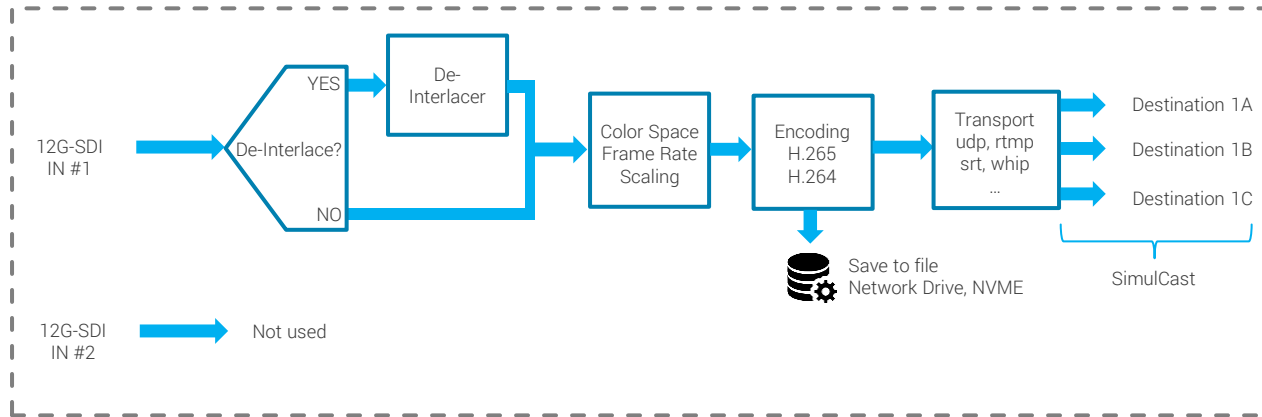 12G-SDI
IN #1
De-Interlace?
YES
NO
De-
Interlacer
Color Space
Frame Rate
Scaling
Encoding
H.265
H.264
Save to file
Network Drive, NVME
Transport
udp, rtmp
srt, whip
...
Destination 1A
Destination 1B
Destination 1C
SimulCast
12G-SDI
IN #2
Not used